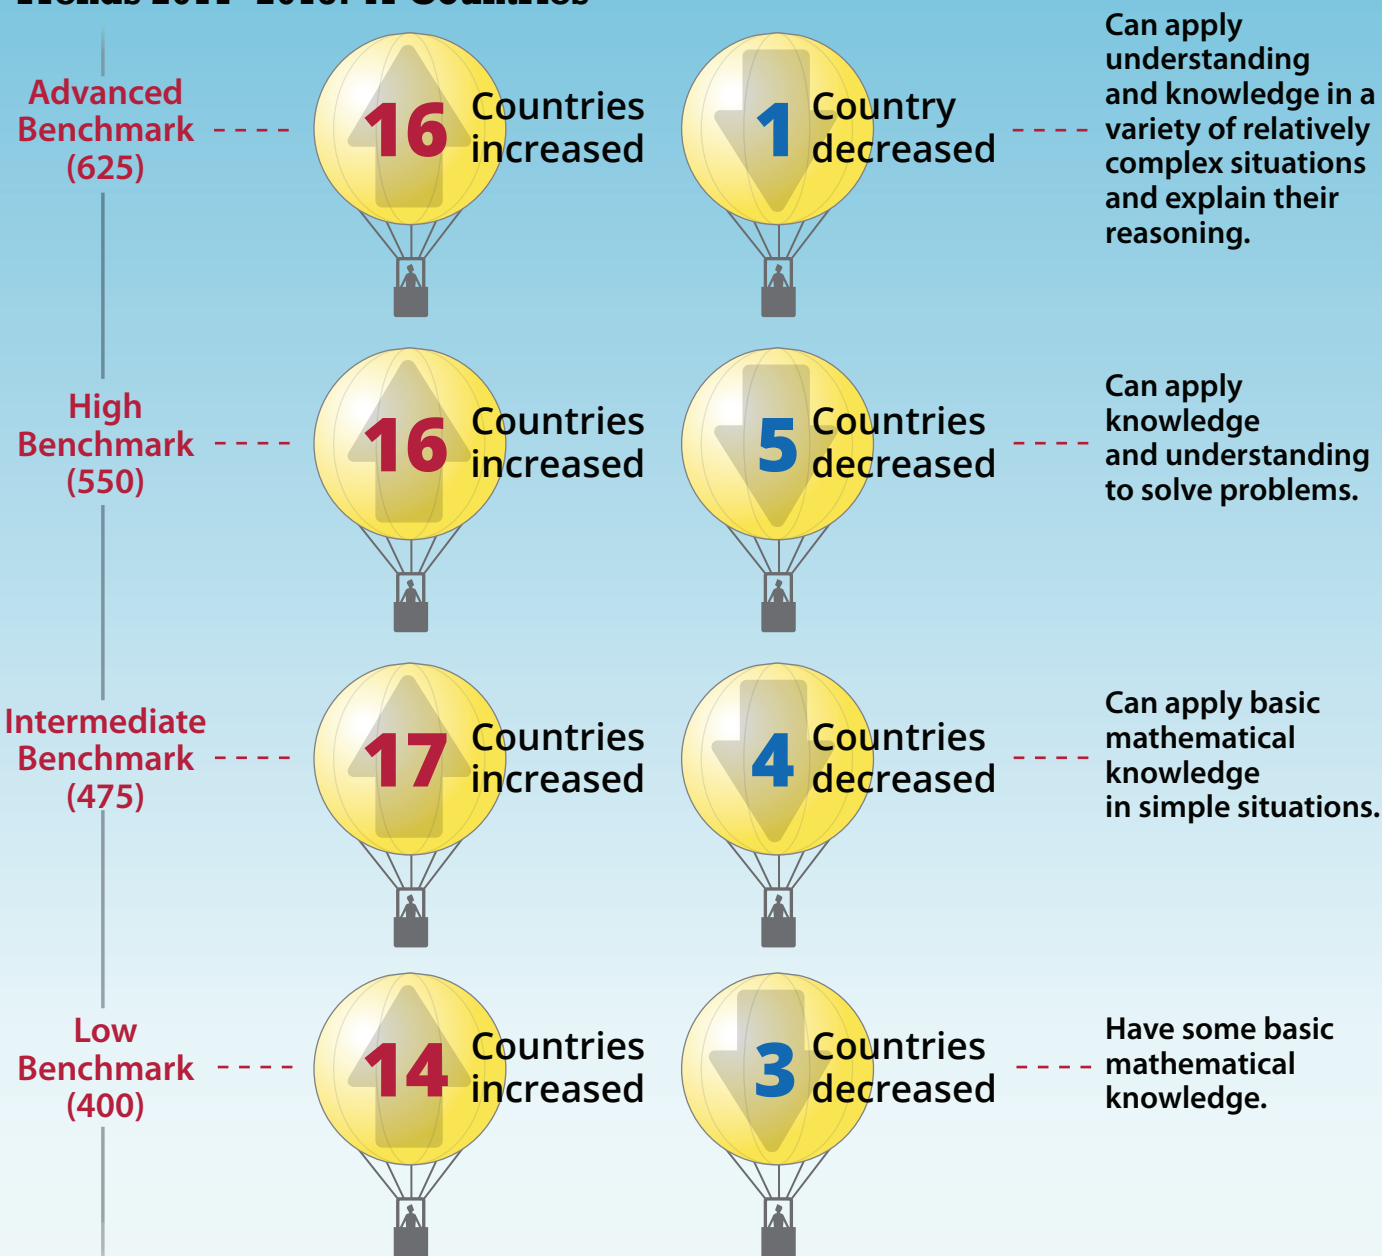 Trends Countries
Advanced
Benchmark
(625)
16 Countries
increased
1 Country
decreased
Can apply
understanding
and knowledge in a
variety of relatively
complex situations
and explain their
reasoning.
High
Benchmark
(550)
16 Countries
increased
5 Countries
decreased
Can apply
knowledge
and understanding
to solve problems.
Intermediate
Benchmark
(475)
17 Countries
increased
4 Countries
decreased
Can apply basic
mathematical
knowledge
in simple situations.
Low
Benchmark
(400)
14 Countries
increased
3 Countries
decreased
Have some basic
mathematical
knowledge.